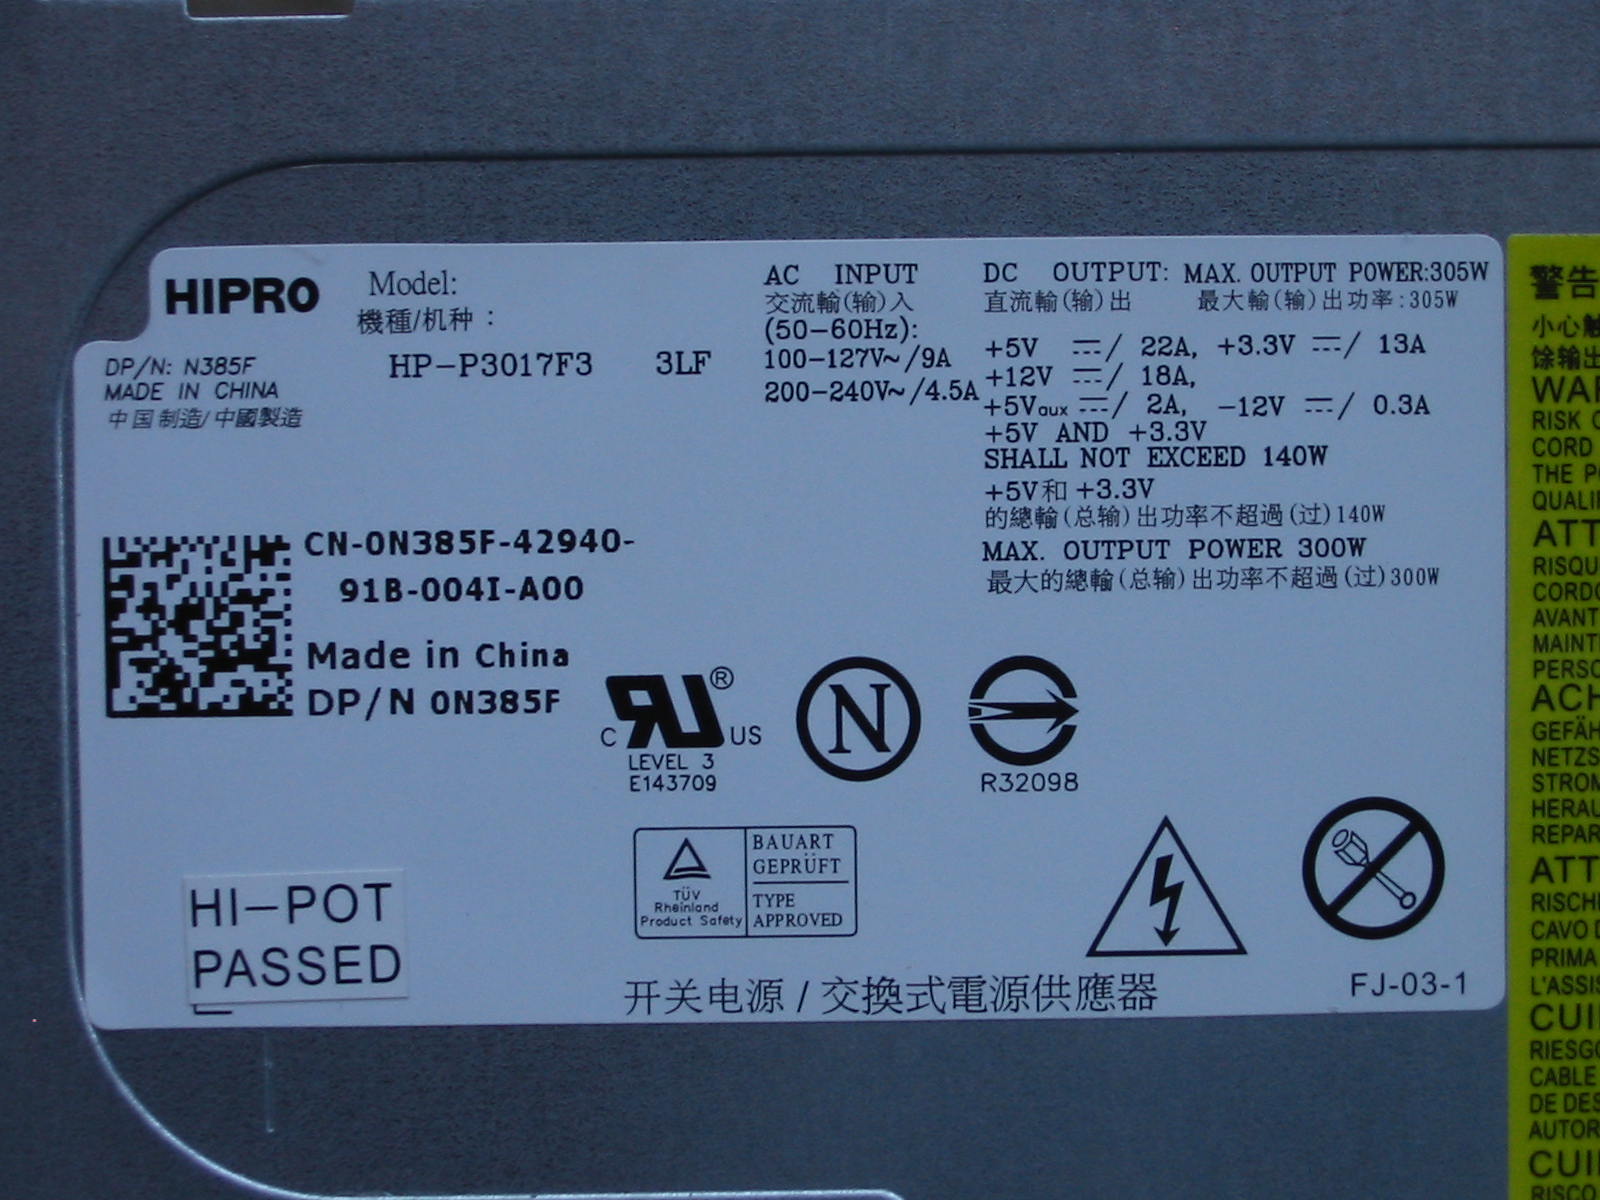 HIPRO
Model:
機種/机种 :
HP-P3017F3 3LF
DP/N: N385F
MADE IN CHINA
中国制造/中國製造
AC INPUT
交流輸(输)入
(50-60Hz):
100-127V~/9A
200-240V~/4.5A
DC OUTPUT: MAX. OUTPUT POWER:305W
直流輸(输)出 最大輸(输)出功率:305W
+5V ⎓/ 22A, +3.3V ⎓/ 13A
+12V ⎓/ 18A,
+5Vaux ⎓/ 2A, -12V ⎓/ 0.3A
+5V AND +3.3V
SHALL NOT EXCEED 140W
+5V和 +3.3V
的總輸(总输)出功率不超過(过)140W
MAX. OUTPUT POWER 300W
最大的總輸(总输)出功率不超過(过)300W
CN-0N385F-42940-
91B-004I-A00
Made in China
DP/N 0N385F
C RU ® US
LEVEL 3
E143709
N
R32098
TÜV
Rheinland
Product Safety
BAUART
GEPRÜFT
TYPE
APPROVED
HI-POT
PASSED
开关电源 / 交換式電源供應器
FJ-03-1
警告
小心
馀输出
WAR
RISK
CORD
THE P
QUALI
ATT
RISQU
CORDO
AVANT
MAINT
PERSO
ACH
GEFÄH
NETZS
STROM
HERAU
REPAR
ATT
RISCH
CAVO
PRIMA
L'ASSIS
CUI
RIESGO
CABLE
DE DES
AUTOR
CUI
RISCO